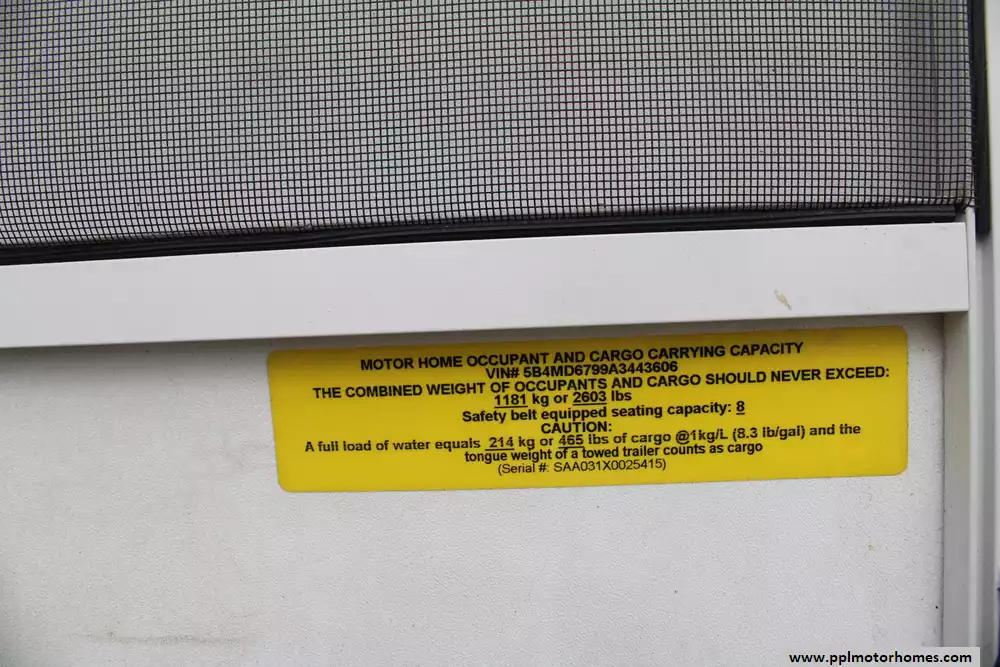 MOTOR HOME OCCUPANT AND CARGO CARRYING CAPACITY
VIN# 5B4MD6799A3443606
THE COMBINED WEIGHT OF OCCUPANTS AND CARGO SHOULD NEVER EXCEED:
1181 kg or 2603 lbs
Safety belt equipped seating capacity: 8
CAUTION:
A full load of water equals 214 kg or 465 lbs of cargo @1kg/L (8.3 lb/gal) and the
tongue weight of a towed trailer counts as cargo
(Serial #: SAA031X0025415)
www.pplmotorhomes.com